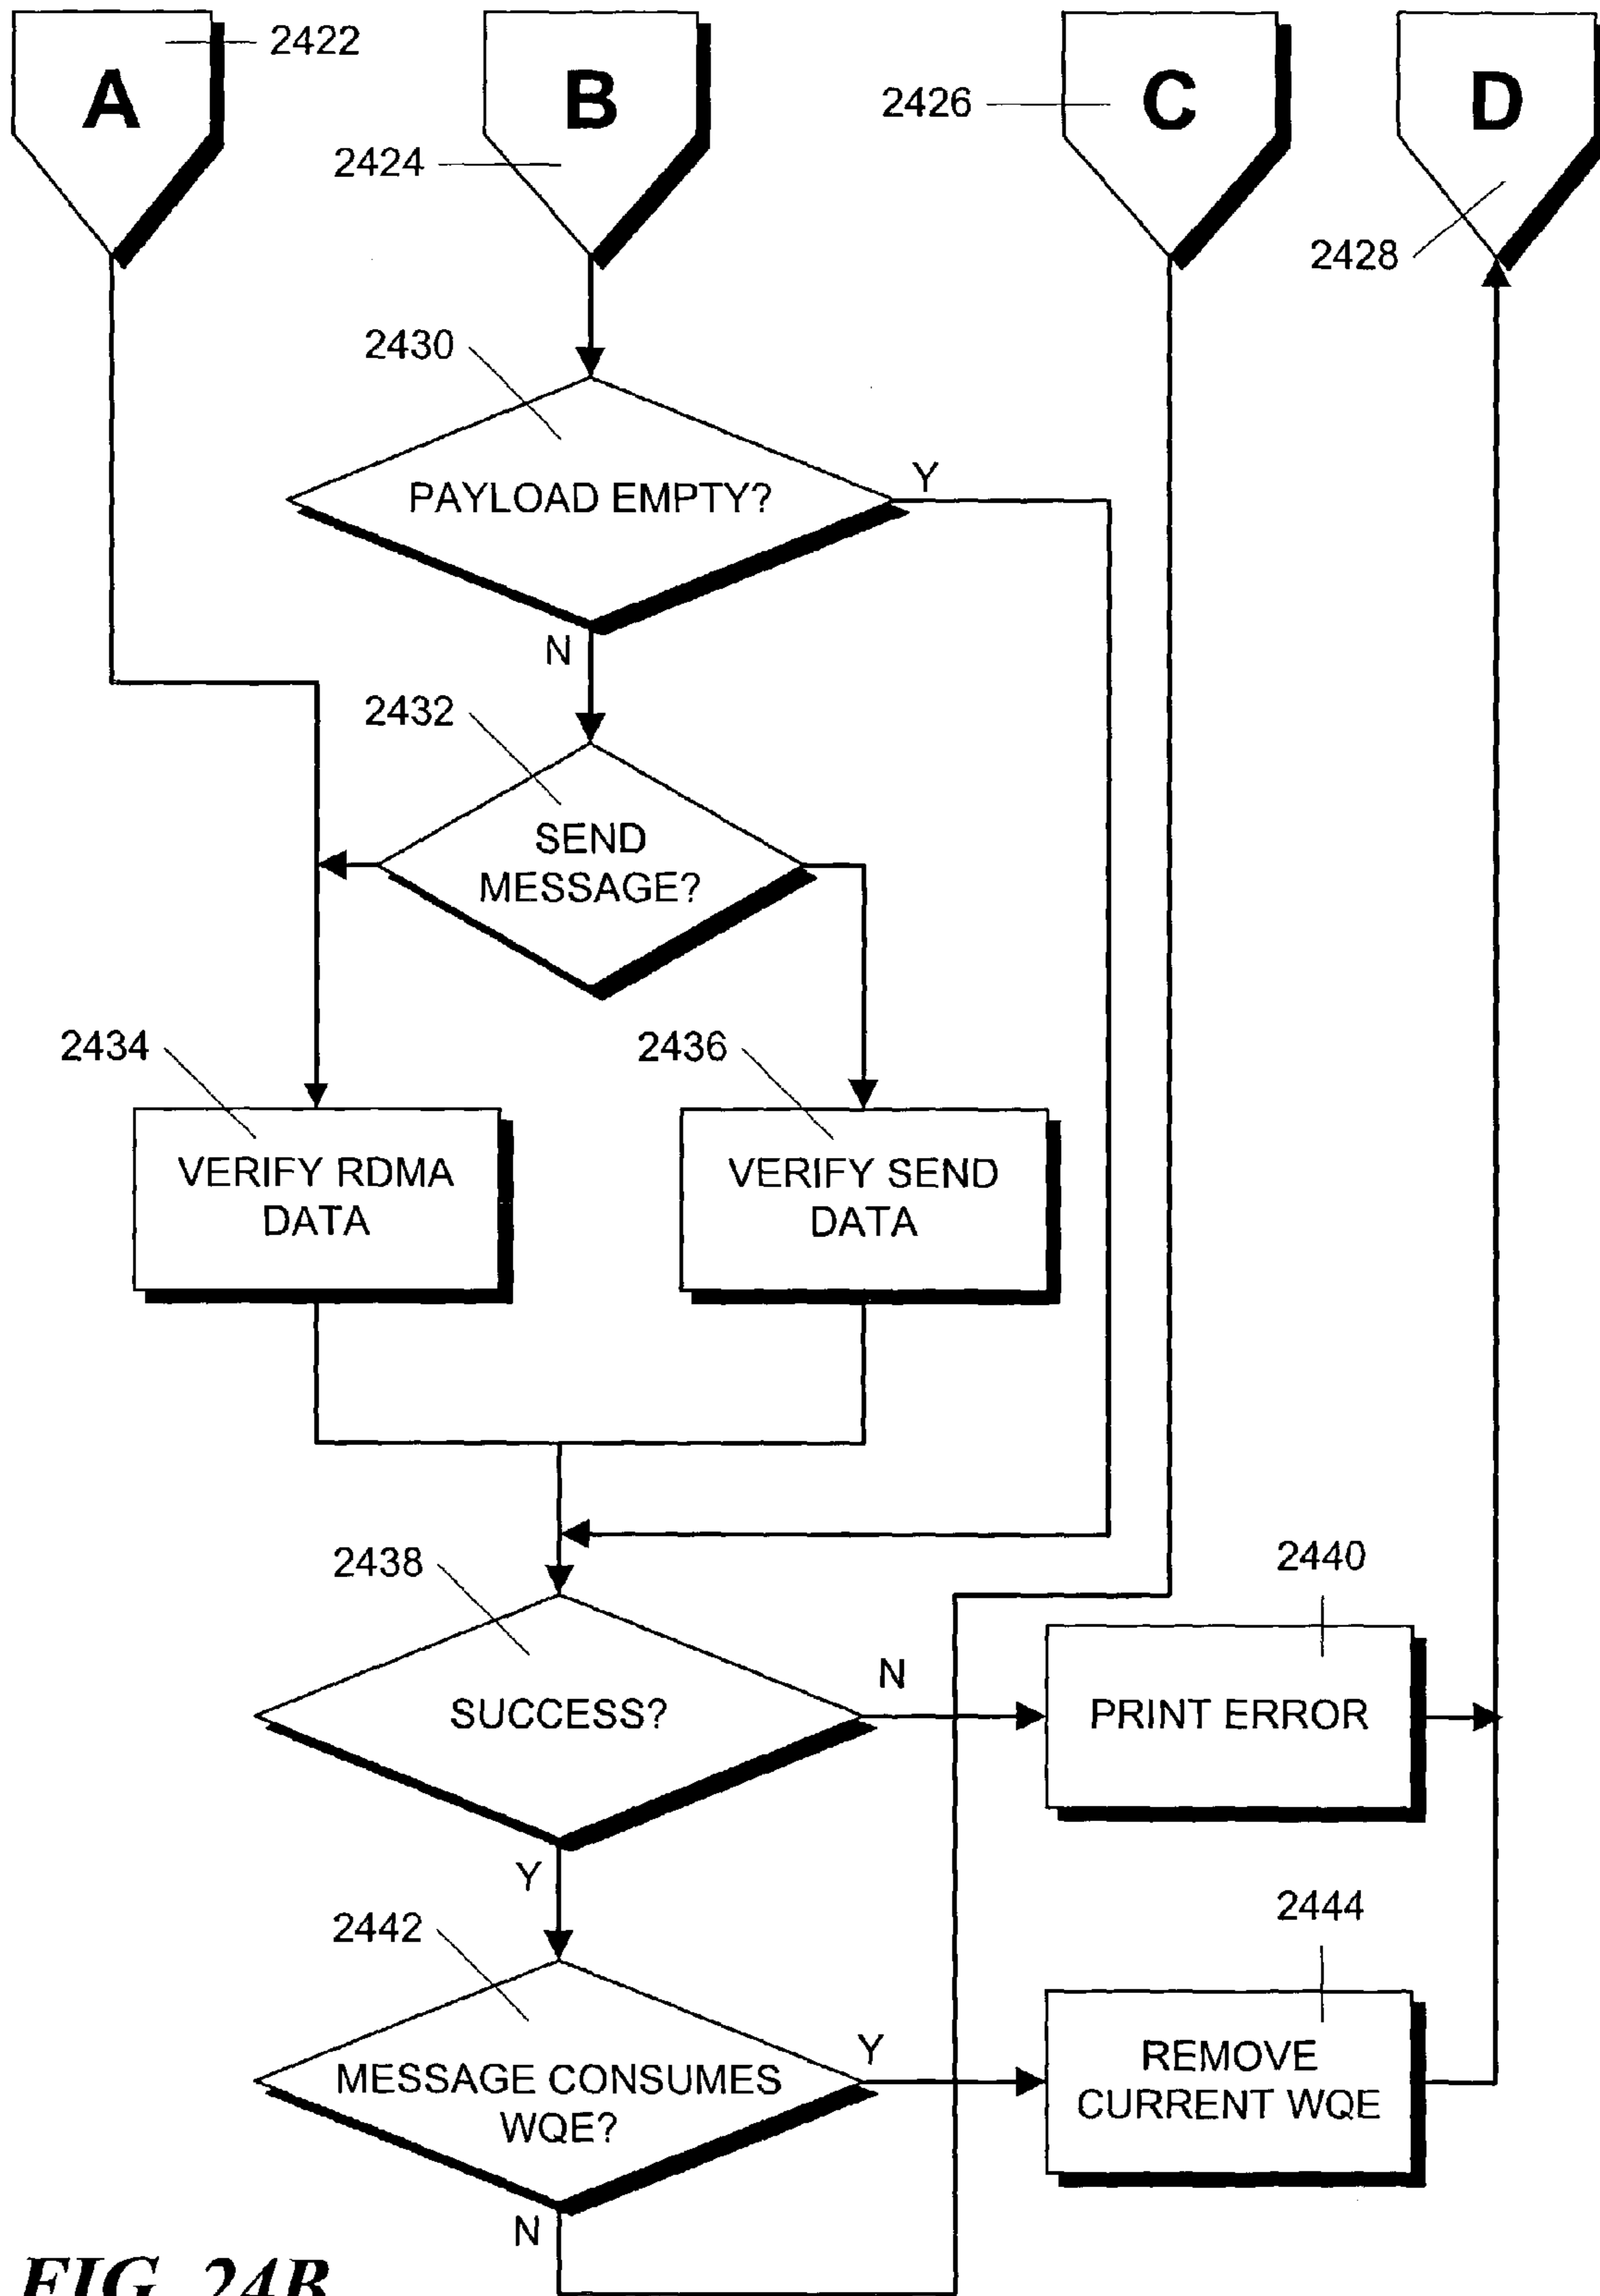 A
2422
B
2424
C
2426
D
2428
2430
PAYLOAD EMPTY?
Y
N
2432
SEND
MESSAGE?
2434
VERIFY RDMA
DATA
2436
VERIFY SEND
DATA
2438
SUCCESS?
N
Y
2440
PRINT ERROR
2442
MESSAGE CONSUMES
WQE?
Y
N
2444
REMOVE
CURRENT WQE
FIG. 24B